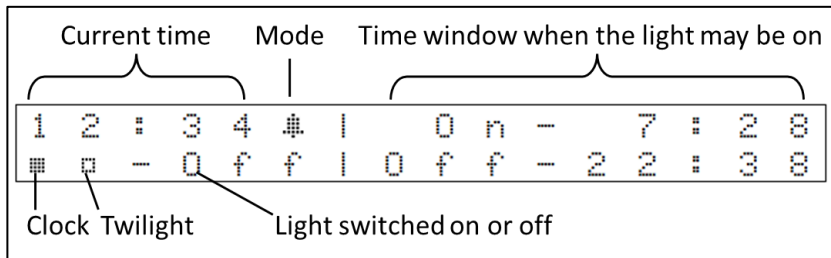 Current time Mode Time window when the light may be on
12:34🔔| On- 7:28
▦◻-Off|Off-22:38
Clock Twilight Light switched on or off